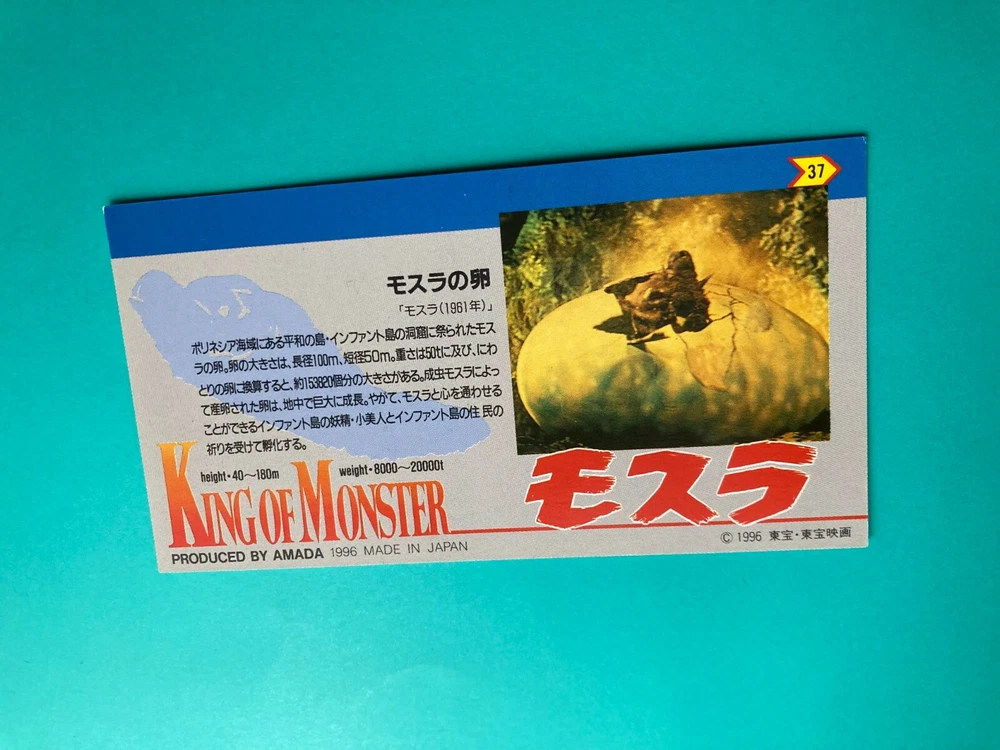 37
モスラの卵
「モスラ(1961年)」
ポリネシア海域にある平和の島・インファント島の洞窟に祭られたモス
ラの卵。卵の大きさは、長径100m、短径50m。重さは50tに及び、にわ
とりの卵に換算すると、約153820個分の大きさがある。成虫モスラによっ
て産卵された卵は、地中で巨大に成長。やがて、モスラと心を通わせる
ことができるインファント島の妖精・小美人とインファント島の住民の
祈りを受けて孵化する。
height・40〜180m weight・8000〜20000t
KING OF MONSTER
モスラ
PRODUCED BY AMADA 1996 MADE IN JAPAN
© 1996 東宝・東宝映画